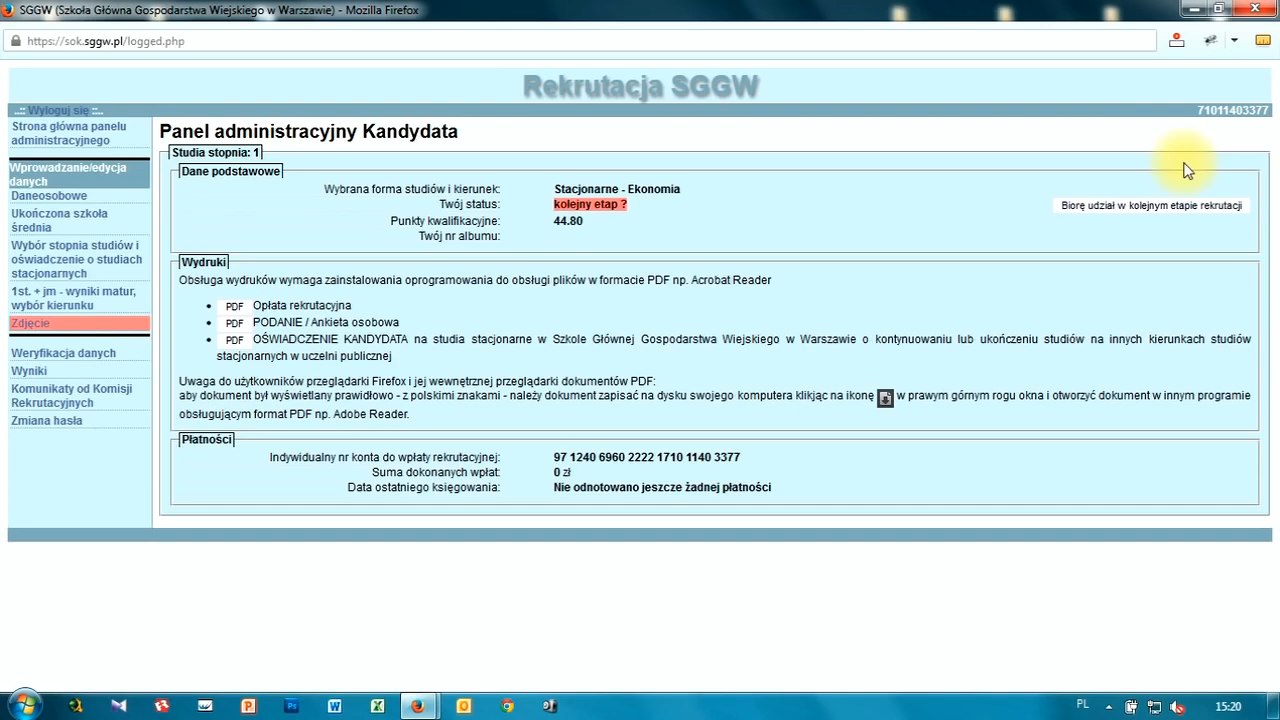 SGGW (Szkoła Główna Gospodarstwa Wiejskiego w Warszawie) - Mozilla Firefox
https://sok.sggw.pl/logged.php
Rekrutacja SGGW
..:: Wyloguj się ::..
71011403377
Strona główna panelu
administracyjnego
Wprowadzanie/edycja
danych
Daneosobowe
Ukończona szkoła
średnia
Wybór stopnia studiów i
oświadczenie o studiach
stacjonarnych
1st. + jm - wyniki matur,
wybór kierunku
Zdjęcie
Weryfikacja danych
Wyniki
Komunikaty od Komisji
Rekrutacyjnych
Zmiana hasła
Panel administracyjny Kandydata
Studia stopnia: 1
Dane podstawowe
Wybrana forma studiów i kierunek: Stacjonarne - Ekonomia
Twój status: kolejny etap ?
Biorę udział w kolejnym etapie rekrutacji
Punkty kwalifikacyjne: 44.80
Twój nr albumu:
Wydruki
Obsługa wydruków wymaga zainstalowania oprogramowania do obsługi plików w formacie PDF np. Acrobat Reader
• PDF Opłata rekrutacyjna
• PDF PODANIE / Ankieta osobowa
• PDF OŚWIADCZENIE KANDYDATA na studia stacjonarne w Szkole Głównej Gospodarstwa Wiejskiego w Warszawie o kontynuowaniu lub ukończeniu studiów na innych kierunkach studiów
stacjonarnych w uczelni publicznej
Uwaga do użytkowników przeglądarki Firefox i jej wewnętrznej przeglądarki dokumentów PDF:
aby dokument był wyświetlany prawidłowo - z polskimi znakami - należy dokument zapisać na dysku swojego komputera klikjąc na ikonę w prawym górnym rogu okna i otworzyć dokument w innym programie
obsługującym format PDF np. Adobe Reader.
Płatności
Indywidualny nr konta do wpłaty rekrutacyjnej: 97 1240 6960 2222 1710 1140 3377
Suma dokonanych wpłat: 0 zł
Data ostatniego księgowania: Nie odnotowano jeszcze żadnej płatności
PL
15:20